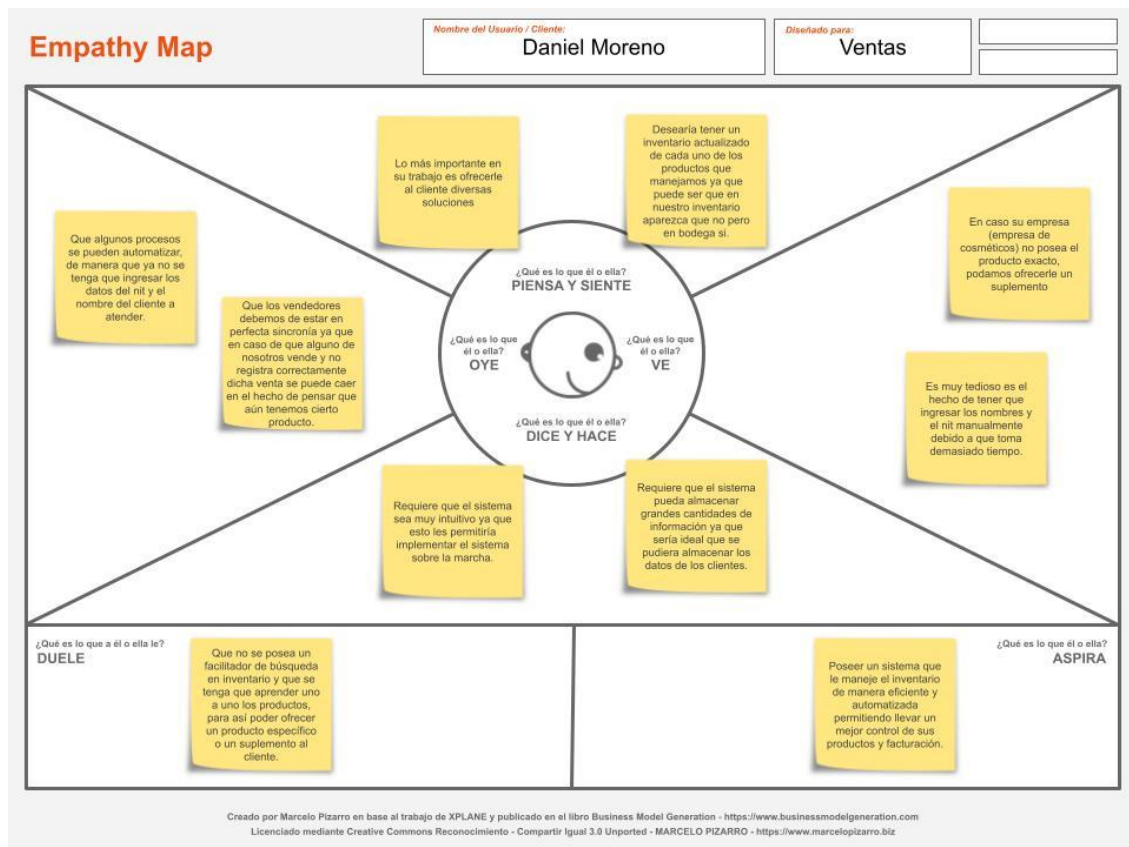 Empathy Map
Nombre del Usuario / Cliente:
Daniel Moreno
Diseñado para:
Ventas
Lo más importante en
su trabajo es ofrecerle
al cliente diversas
soluciones
Desearía tener un
inventario actualizado
de cada uno de los
productos que
manejamos ya que
puede ser que en
nuestro inventario
aparezca que no pero
en bodega si.
Que algunos procesos
se pueden automatizar,
de manera que ya no se
tenga que ingresar los
datos del nit y el
nombre del cliente a
atender.
Que los vendedores
debemos de estar en
perfecta sincronía ya que
en caso de que alguno de
nosotros vende y no
registra correctamente
dicha venta se puede caer
en el hecho de pensar que
aún tenemos cierto
producto.
En caso su empresa
(empresa de
cosméticos) no posea el
producto exacto,
podamos ofrecerle un
suplemento
Es muy tedioso es el
hecho de tener que
ingresar los nombres y
el nit manualmente
debido a que toma
demasiado tiempo.
¿Qué es lo que él o ella?
PIENSA Y SIENTE
¿Qué es lo que
él o ella?
OYE
¿Qué es lo que
él o ella?
VE
¿Qué es lo que él o ella?
DICE Y HACE
Requiere que el sistema
sea muy intuitivo ya que
esto les permitiría
implementar el sistema
sobre la marcha.
Requiere que el sistema
pueda almacenar
grandes cantidades de
información ya que
sería ideal que se
pudiera almacenar los
datos de los clientes.
¿Qué es lo que a él o ella le?
DUELE
Que no se posea un
facilitador de búsqueda
en inventario y que se
tenga que aprender uno
a uno los productos,
para así poder ofrecer
un producto específico
o un suplemento al
cliente.
¿Qué es lo que él o ella?
ASPIRA
Poseer un sistema que
le maneje el inventario
de manera eficiente y
automatizada
permitiendo llevar un
mejor control de sus
productos y facturación.
Creado por Marcelo Pizarro en base al trabajo de XPLANE y publicado en el libro Business Model Generation - https://www.businessmodelgeneration.com
Licenciado mediante Creative Commons Reconocimiento - Compartir Igual 3.0 Unported - MARCELO PIZARRO - https://www.marcelopizarro.biz